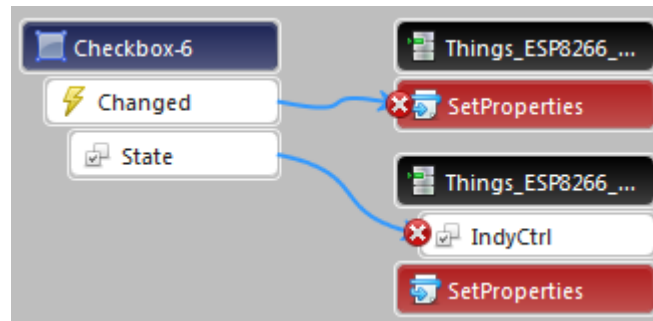 Checkbox-6
Changed
State
Things_ESP8266_...
SetProperties
Things_ESP8266_...
IndyCtrl
SetProperties